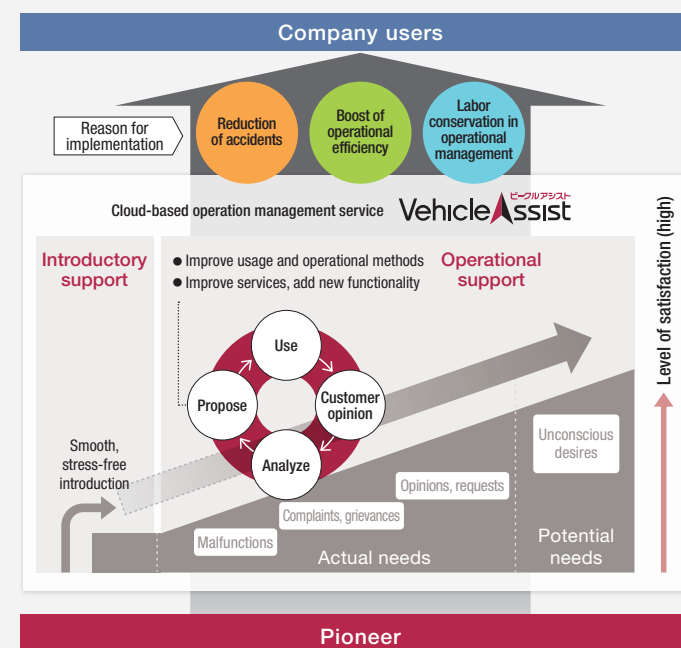 Company users
Reason for
implementation
Reduction
of accidents
Boost of
operational
efficiency
Labor
conservation in
operational
management
Cloud-based operation management service
ビークルアシスト
VehicleAssist
Introductory
support
● Improve usage and operational methods
● Improve services, add new functionality
Operational
support
Level of satisfaction (high)
Use
Propose
Customer
opinion
Analyze
Smooth,
stress-free
introduction
Unconscious
desires
Opinions, requests
Complaints, grievances
Malfunctions
Actual needs
Potential
needs
Pioneer